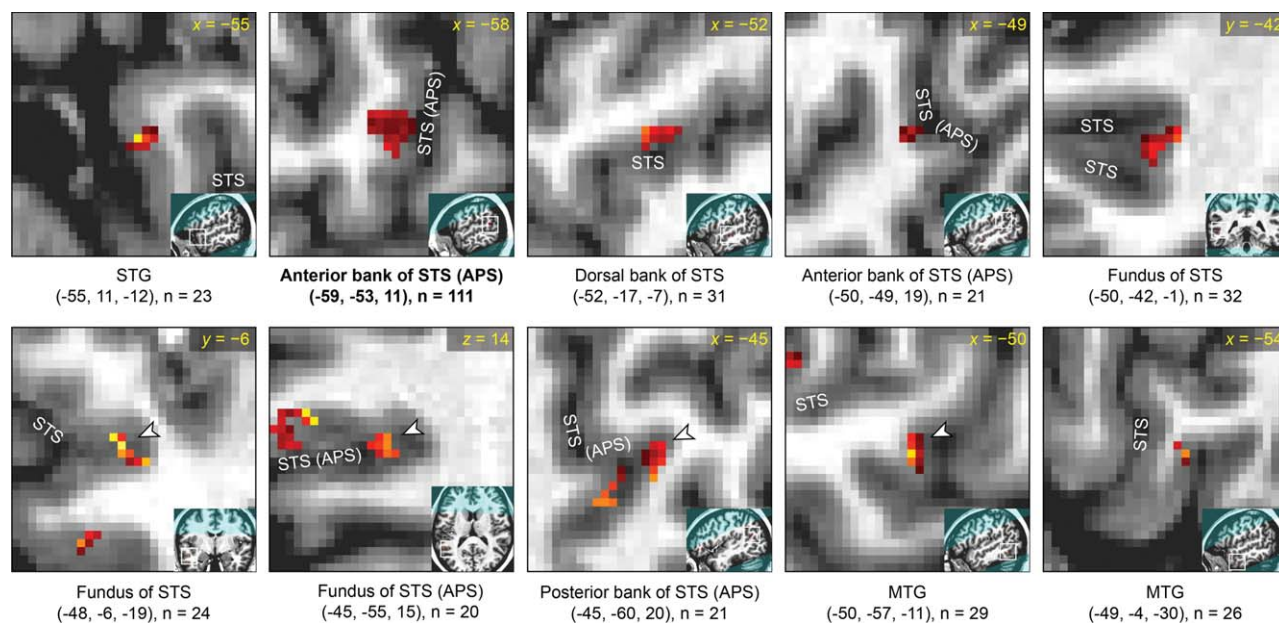 x = −55
STS
STG
(-55, 11, -12), n = 23
x = −58
STS (APS)
Anterior bank of STS (APS)
(-59, -53, 11), n = 111
x = −52
STS
Dorsal bank of STS
(-52, -17, -7), n = 31
x = −49
STS (APS)
Anterior bank of STS (APS)
(-50, -49, 19), n = 21
y = −42
STS
STS
Fundus of STS
(-50, -42, -1), n = 32
y = −6
STS
Fundus of STS
(-48, -6, -19), n = 24
z = 14
STS (APS)
Fundus of STS (APS)
(-45, -55, 15), n = 20
x = −45
STS (APS)
Posterior bank of STS (APS)
(-45, -60, 20), n = 21
x = −50
STS
MTG
(-50, -57, -11), n = 29
x = −54
STS
MTG
(-49, -4, -30), n = 26